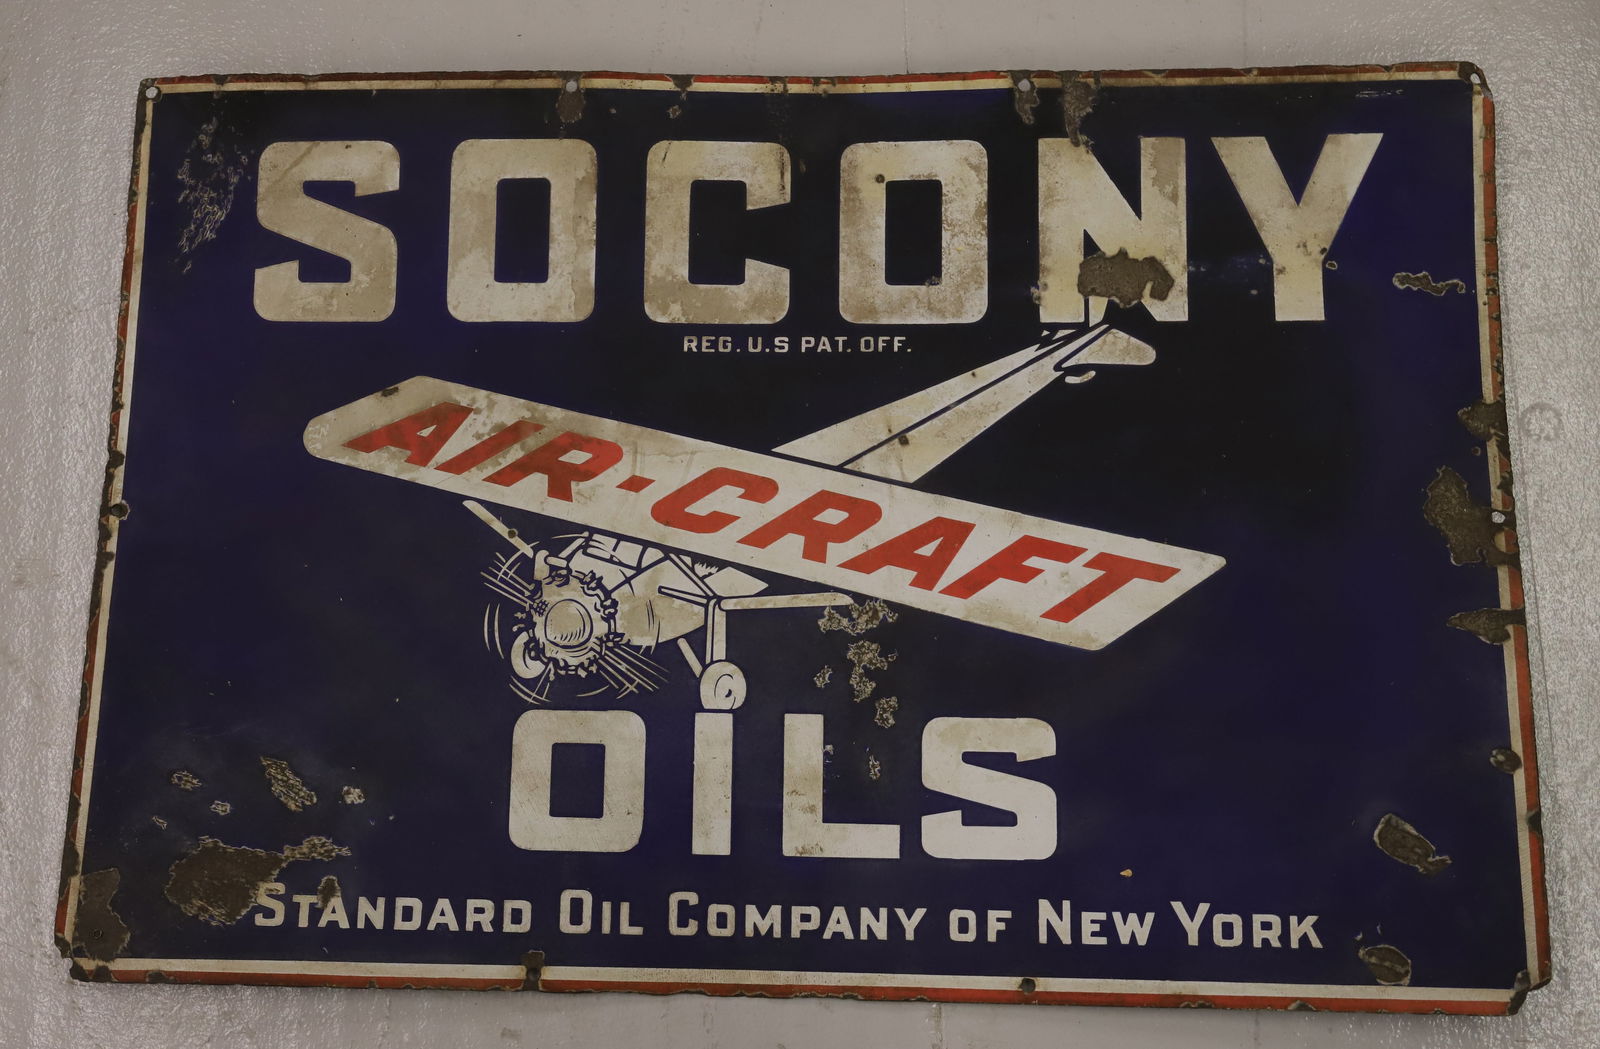 SOCONY
REG. U.S PAT. OFF.
AIR-CRAFT
OILS
STANDARD OIL COMPANY OF NEW YORK